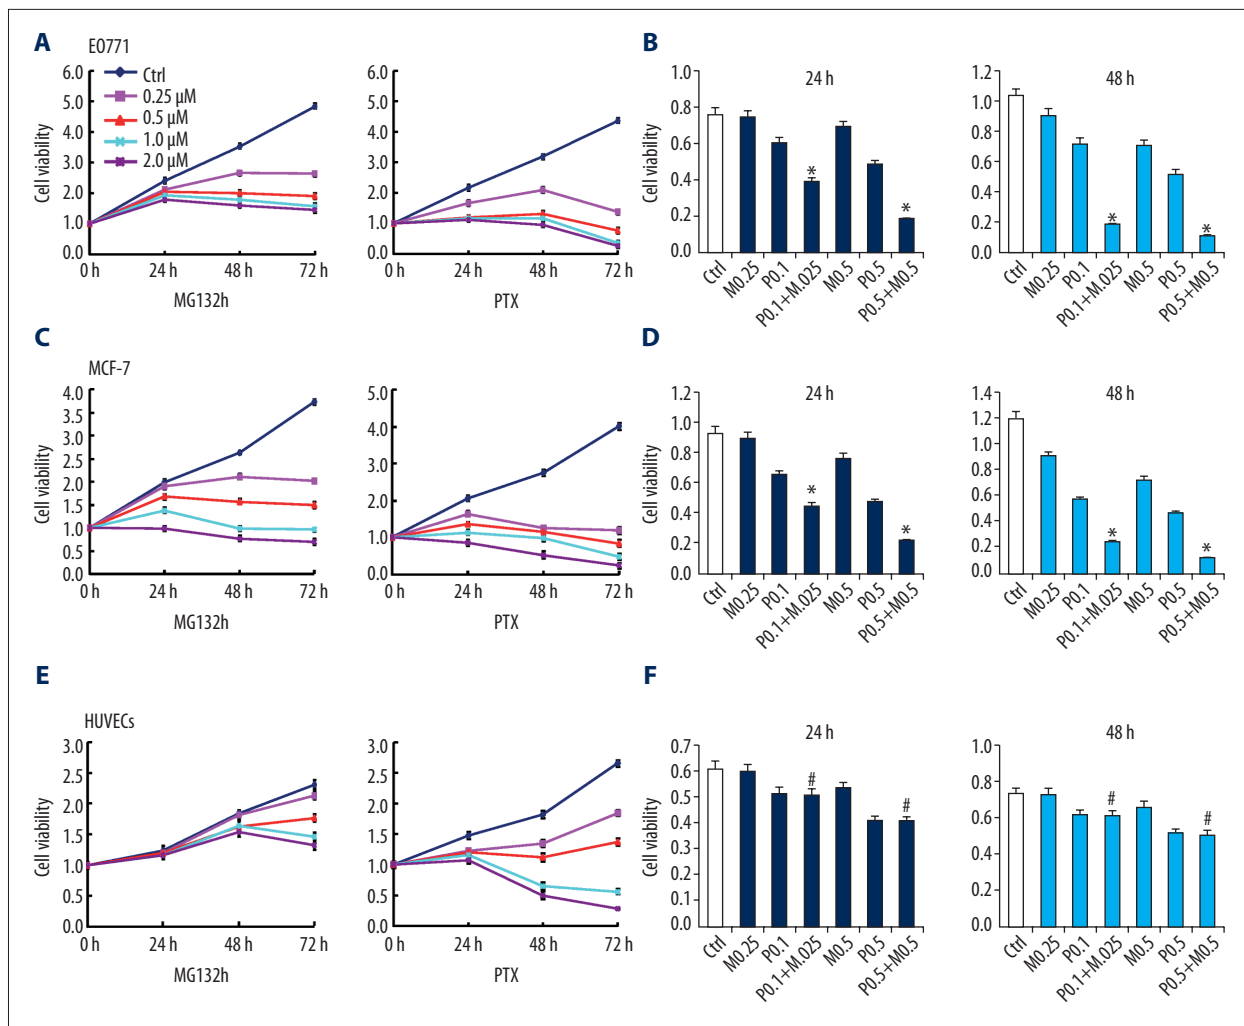 A
E0771
Ctrl
0.25 µM
0.5 µM
1.0 µM
2.0 µM
Cell viability
6.0
5.0
4.0
3.0
2.0
1.0
0.0
0 h 24 h 48 h 72 h
MG132h
6.0
5.0
4.0
3.0
2.0
1.0
0.0
0 h 24 h 48 h 72 h
PTX
B
24 h
Cell viability
1.0
0.8
0.6
0.4
0.2
0.0
*
*
Ctrl M0.25 P0.1 P0.1+M.025 M0.5 P0.5 P0.5+M0.5
48 h
1.2
1.0
0.8
0.6
0.4
0.2
0.0
*
*
Ctrl M0.25 P0.1 P0.1+M.025 M0.5 P0.5 P0.5+M0.5
C
MCF-7
Cell viability
4.0
3.5
3.0
2.5
2.0
1.5
1.0
0.5
0.0
0 h 24 h 48 h 72 h
MG132h
5.0
4.0
3.0
2.0
1.0
0.0
0 h 24 h 48 h 72 h
PTX
D
24 h
Cell viability
1.2
1.0
0.8
0.6
0.4
0.2
0.0
*
*
Ctrl M0.25 P0.1 P0.1+M.025 M0.5 P0.5 P0.5+M0.5
48 h
1.4
1.2
1.0
0.8
0.6
0.4
0.2
0.0
*
*
Ctrl M0.25 P0.1 P0.1+M.025 M0.5 P0.5 P0.5+M0.5
E
HUVECs
Cell viability
3.0
2.5
2.0
1.5
1.0
0.5
0.0
0 h 24 h 48 h 72 h
MG132h
3.0
2.5
2.0
1.5
1.0
0.5
0.0
0 h 24 h 48 h 72 h
PTX
F
24 h
Cell viability
0.7
0.6
0.5
0.4
0.3
0.2
0.1
0.0
#
#
Ctrl M0.25 P0.1 P0.1+M.025 M0.5 P0.5 P0.5+M0.5
48 h
1.0
0.8
0.6
0.4
0.2
0.0
#
#
Ctrl M0.25 P0.1 P0.1+M.025 M0.5 P0.5 P0.5+M0.5